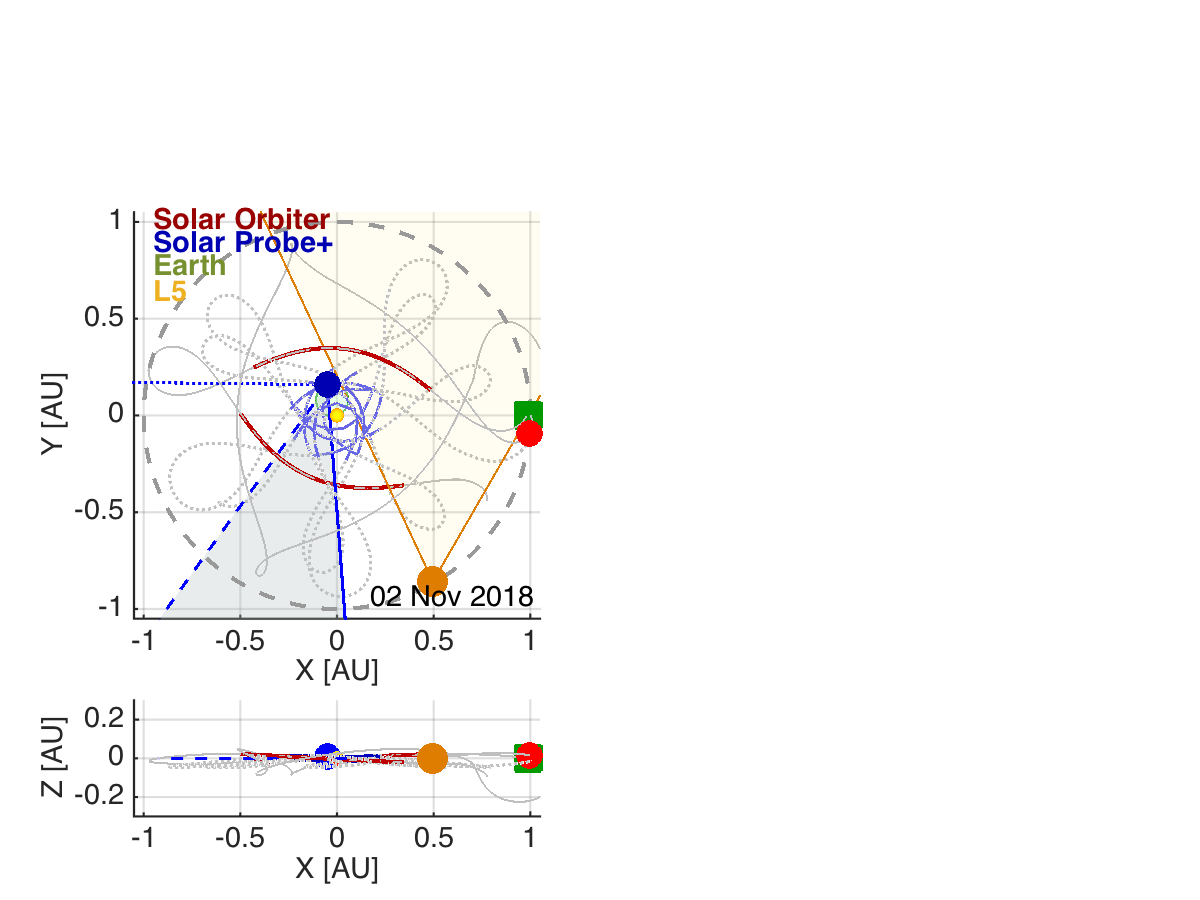 Solar Orbiter
Solar Probe+
Earth
L5
1
0.5
0
-0.5
-1
Y [AU]
02 Nov 2018
-1 -0.5 0 0.5 1
X [AU]
0.2
0
-0.2
Z [AU]
-1 -0.5 0 0.5 1
X [AU]